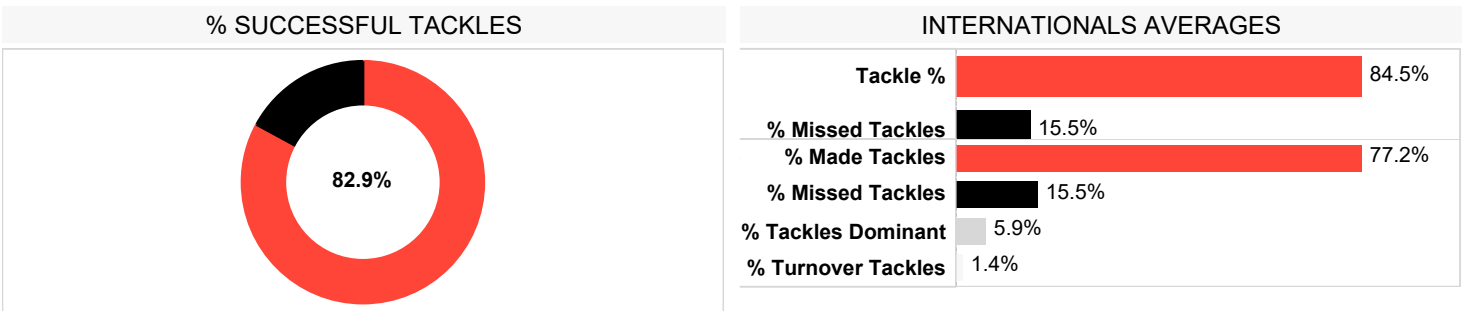 % SUCCESSFUL TACKLES
82.9%
INTERNATIONALS AVERAGES
Tackle % 84.5%
% Missed Tackles 15.5%
% Made Tackles 77.2%
% Missed Tackles 15.5%
% Tackles Dominant 5.9%
% Turnover Tackles 1.4%